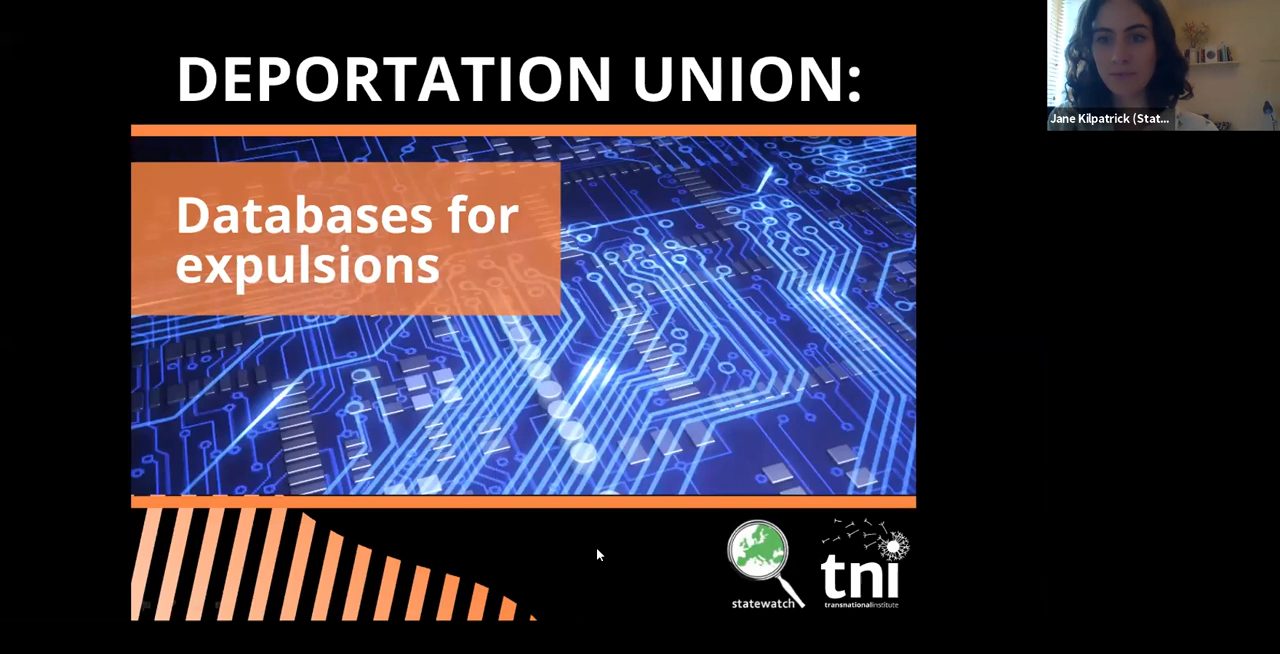 DEPORTATION UNION:
Databases for
expulsions
Jane Kilpatrick (Stat...
statewatch
tni
transnationalinstitute